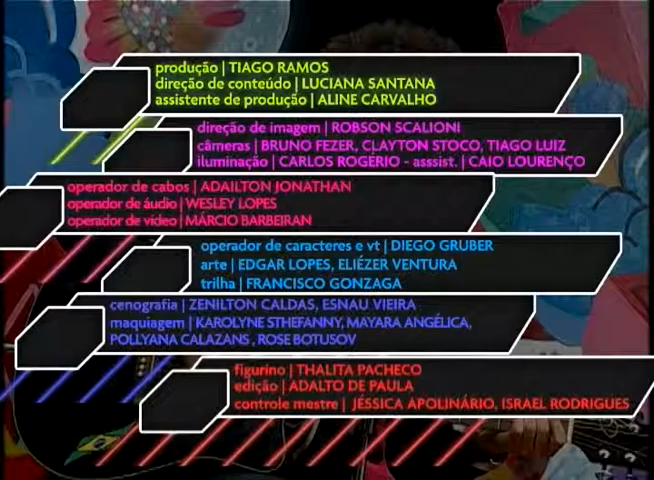 produção | TIAGO RAMOS
direção de conteúdo | LUCIANA SANTANA
assistente de produção | ALINE CARVALHO
direção de imagem | ROBSON SCALIONI
câmeras | BRUNO FEZER, CLAYTON STOCO, TIAGO LUIZ
iluminação | CARLOS ROGÉRIO - asssist. | CAIO LOURENÇO
operador de cabos | ADAILTON JONATHAN
operador de áudio | WESLEY LOPES
operador de vídeo | MÁRCIO BARBEIRAN
operador de caracteres e vt | DIEGO GRUBER
arte | EDGAR LOPES, ELIÉZER VENTURA
trilha | FRANCISCO GONZAGA
cenografia | ZENILTON CALDAS, ESNAU VIEIRA
maquiagem | KAROLYNE STHEFANNY, MAYARA ANGÉLICA,
POLLYANA CALAZANS , ROSE BOTUSOV
figurino | THALITA PACHECO
edição | ADALTO DE PAULA
controle mestre | JÉSSICA APOLINÁRIO, ISRAEL RODRIGUES